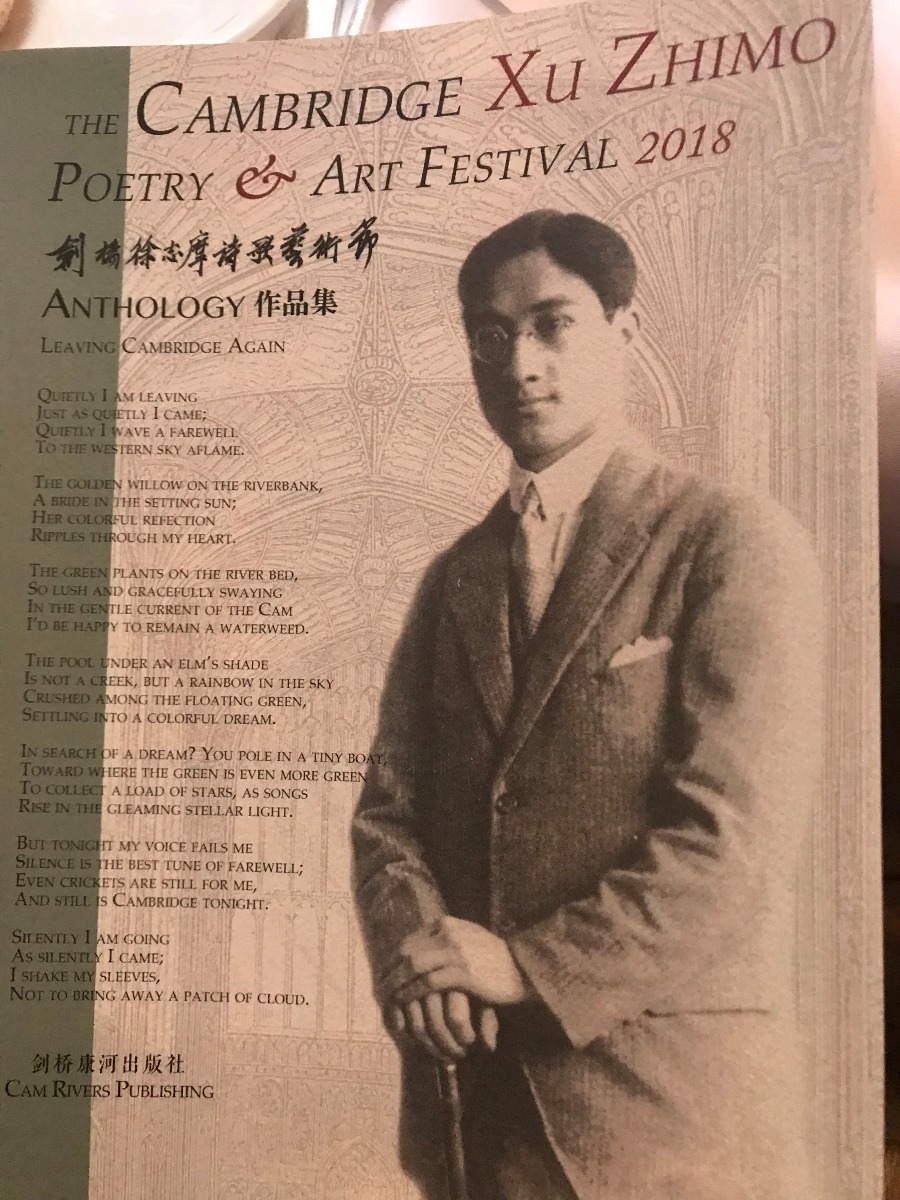 THE CAMBRIDGE XU ZHIMO
POETRY & ART FESTIVAL 2018
劍橋徐志摩詩歌藝術節
ANTHOLOGY 作品集
LEAVING CAMBRIDGE AGAIN
QUIETLY I AM LEAVING
JUST AS QUIETLY I CAME;
QUIETLY I WAVE A FAREWELL
TO THE WESTERN SKY AFLAME.
THE GOLDEN WILLOW ON THE RIVERBANK,
A BRIDE IN THE SETTING SUN;
HER COLORFUL REFECTION
RIPPLES THROUGH MY HEART.
THE GREEN PLANTS ON THE RIVER BED,
SO LUSH AND GRACEFULLY SWAYING
IN THE GENTLE CURRENT OF THE CAM
I'D BE HAPPY TO REMAIN A WATERWEED.
THE POOL UNDER AN ELM'S SHADE
IS NOT A CREEK, BUT A RAINBOW IN THE SKY
CRUSHED AMONG THE FLOATING GREEN,
SETTLING INTO A COLORFUL DREAM.
IN SEARCH OF A DREAM? YOU POLE IN A TINY BOAT,
TOWARD WHERE THE GREEN IS EVEN MORE GREEN
TO COLLECT A LOAD OF STARS, AS SONGS
RISE IN THE GLEAMING STELLAR LIGHT.
BUT TONIGHT MY VOICE FAILS ME
SILENCE IS THE BEST TUNE OF FAREWELL;
EVEN CRICKETS ARE STILL FOR ME,
AND STILL IS CAMBRIDGE TONIGHT.
SILENTLY I AM GOING
AS SILENTLY I CAME;
I SHAKE MY SLEEVES,
NOT TO BRING AWAY A PATCH OF CLOUD.
剑桥康河出版社
CAM RIVERS PUBLISHING